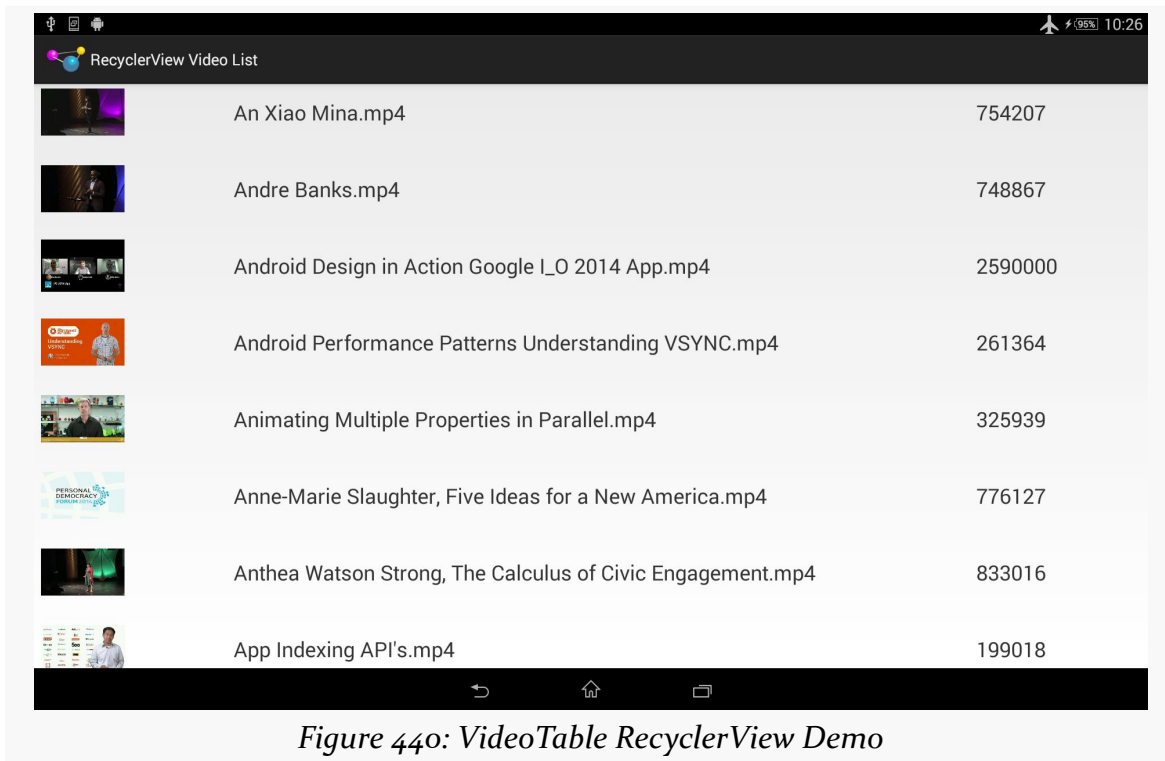 95% 10:26
RecyclerView Video List
An Xiao Mina.mp4 754207
Andre Banks.mp4 748867
Android Design in Action Google I_O 2014 App.mp4 2590000
Understanding
VSYNC
Android Performance Patterns Understanding VSYNC.mp4 261364
Animating Multiple Properties in Parallel.mp4 325939
PERSONAL
DEMOCRACY
FORUM 2014
Anne-Marie Slaughter, Five Ideas for a New America.mp4 776127
Anthea Watson Strong, The Calculus of Civic Engagement.mp4 833016
App Indexing API's.mp4 199018
Figure 440: VideoTable RecyclerView Demo